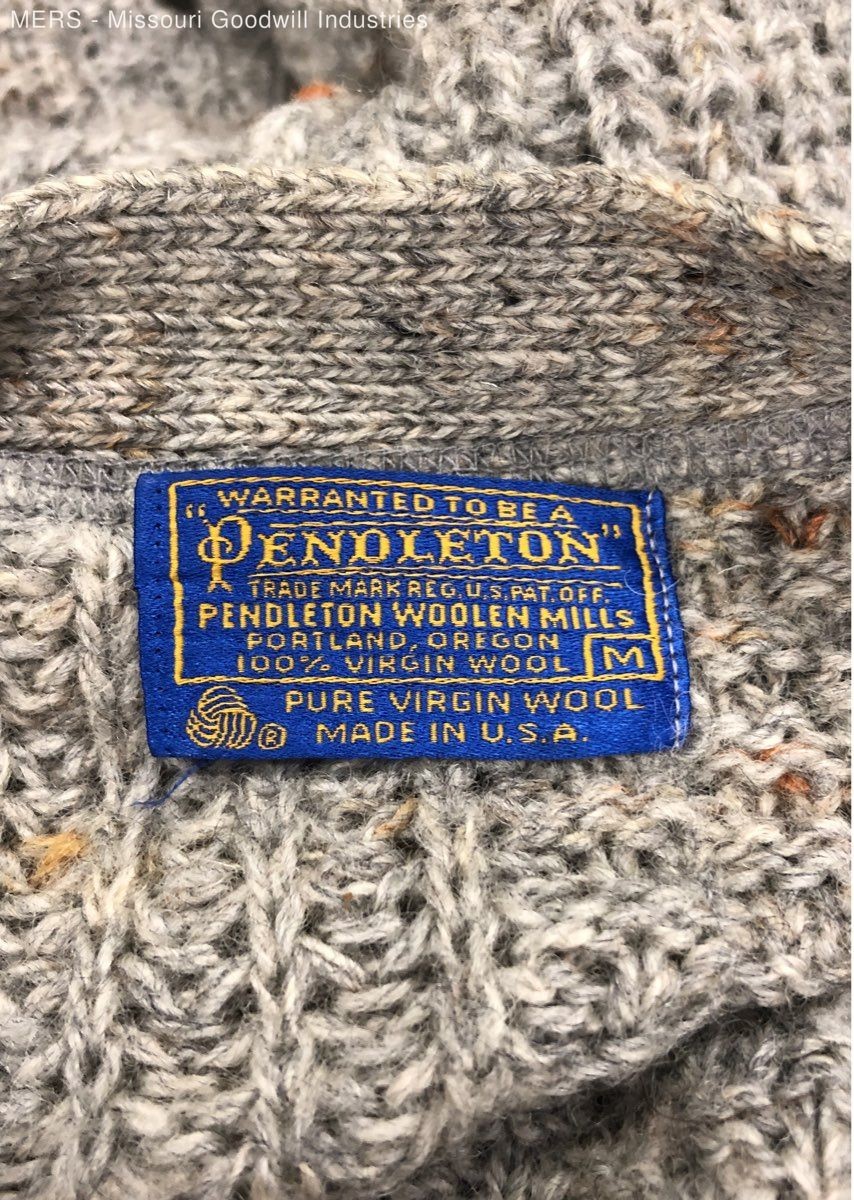 MERS - Missouri Goodwill Industries
WARRANTED TO BE A
"PENDLETON"
TRADE MARK REG. U.S. PAT. OFF.
PENDLETON WOOLEN MILLS
PORTLAND, OREGON
100% VIRGIN WOOL M
PURE VIRGIN WOOL
® MADE IN U.S.A.